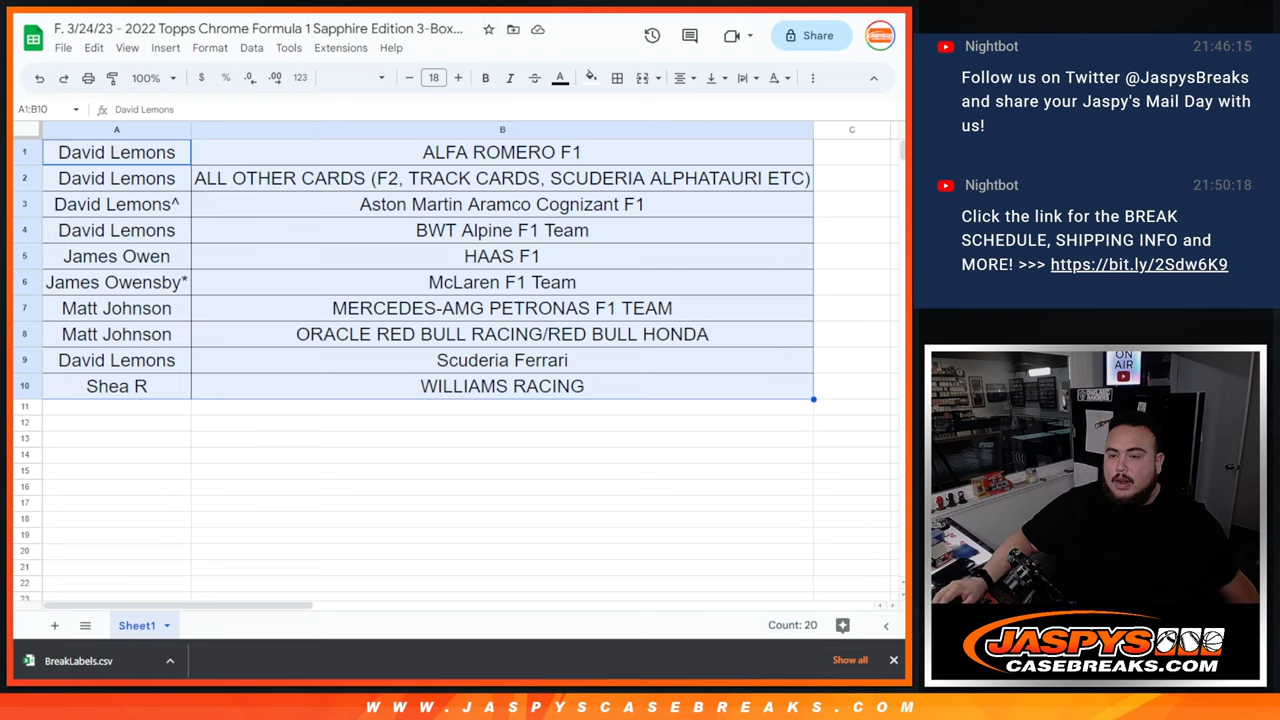 F. 3/24/23 - 2022 Topps Chrome Formula 1 Sapphire Edition 3-Box...
Share
File Edit View Insert Format Data Tools Extensions Help
100% $ % .0 .00 123 18 B I A
A1:B10 fx David Lemons
A B C
1 David Lemons ALFA ROMERO F1
2 David Lemons ALL OTHER CARDS (F2, TRACK CARDS, SCUDERIA ALPHATAURI ETC)
3 David Lemons^ Aston Martin Aramco Cognizant F1
4 David Lemons BWT Alpine F1 Team
5 James Owen HAAS F1
6 James Owensby* McLaren F1 Team
7 Matt Johnson MERCEDES-AMG PETRONAS F1 TEAM
8 Matt Johnson ORACLE RED BULL RACING/RED BULL HONDA
9 David Lemons Scuderia Ferrari
10 Shea R WILLIAMS RACING
11
12
13
14
15
16
17
18
19
20
21
22
23
Sheet1 Count: 20
BreakLabels.csv Show all
Nightbot 21:46:15
Follow us on Twitter @JaspysBreaks
and share your Jaspy's Mail Day with
us!
Nightbot 21:50:18
Click the link for the BREAK
SCHEDULE, SHIPPING INFO and
MORE! >>> https://bit.ly/2Sdw6K9
ON
AIR
JASPYS
CASEBREAKS.COM
WWW.JASPYSCASEBREAKS.COM